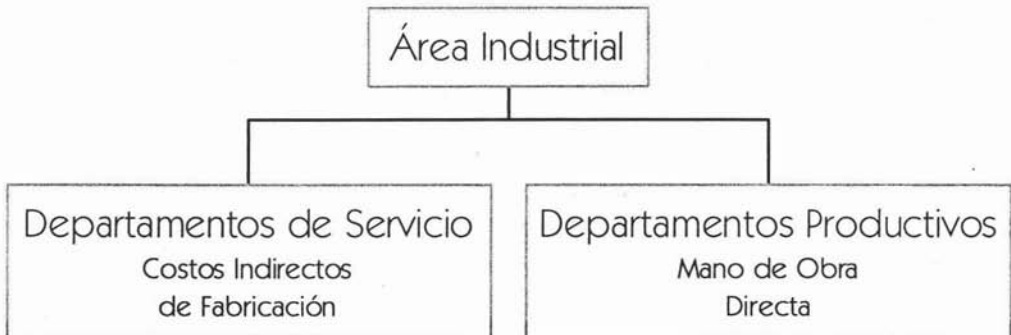 Área Industrial
Departamentos de Servicio
Costos Indirectos
de Fabricación
Departamentos Productivos
Mano de Obra
Directa